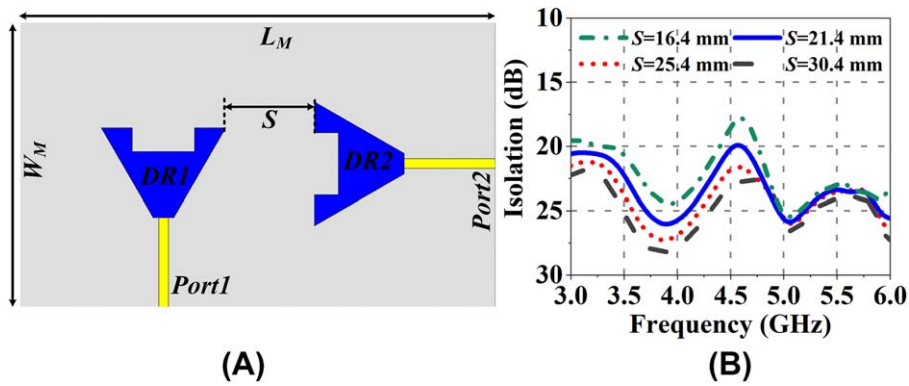 L_M
W_M
S
DR1
DR2
Port1
Port2
(A)
(B)
Isolation (dB)
10
15
20
25
30
S=16.4 mm
S=21.4 mm
S=25.4 mm
S=30.4 mm
3.0 3.5 4.0 4.5 5.0 5.5 6.0
Frequency (GHz)